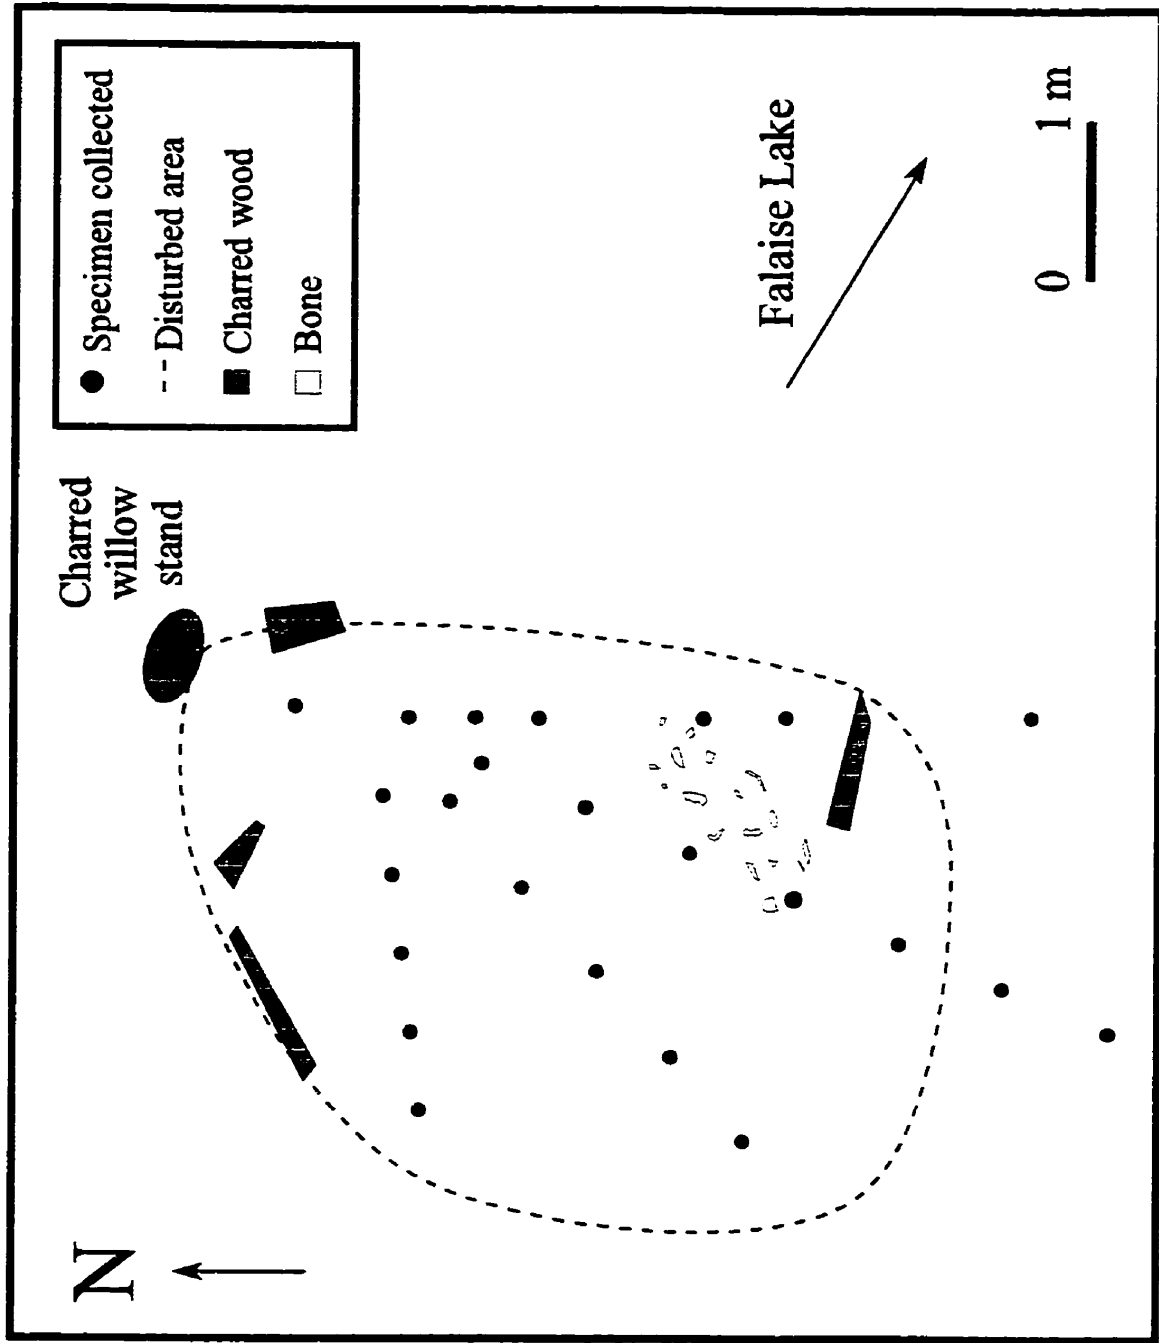 N
Charred
willow
stand
Specimen collected
Disturbed area
Charred wood
Bone
Falaise Lake
0 1 m